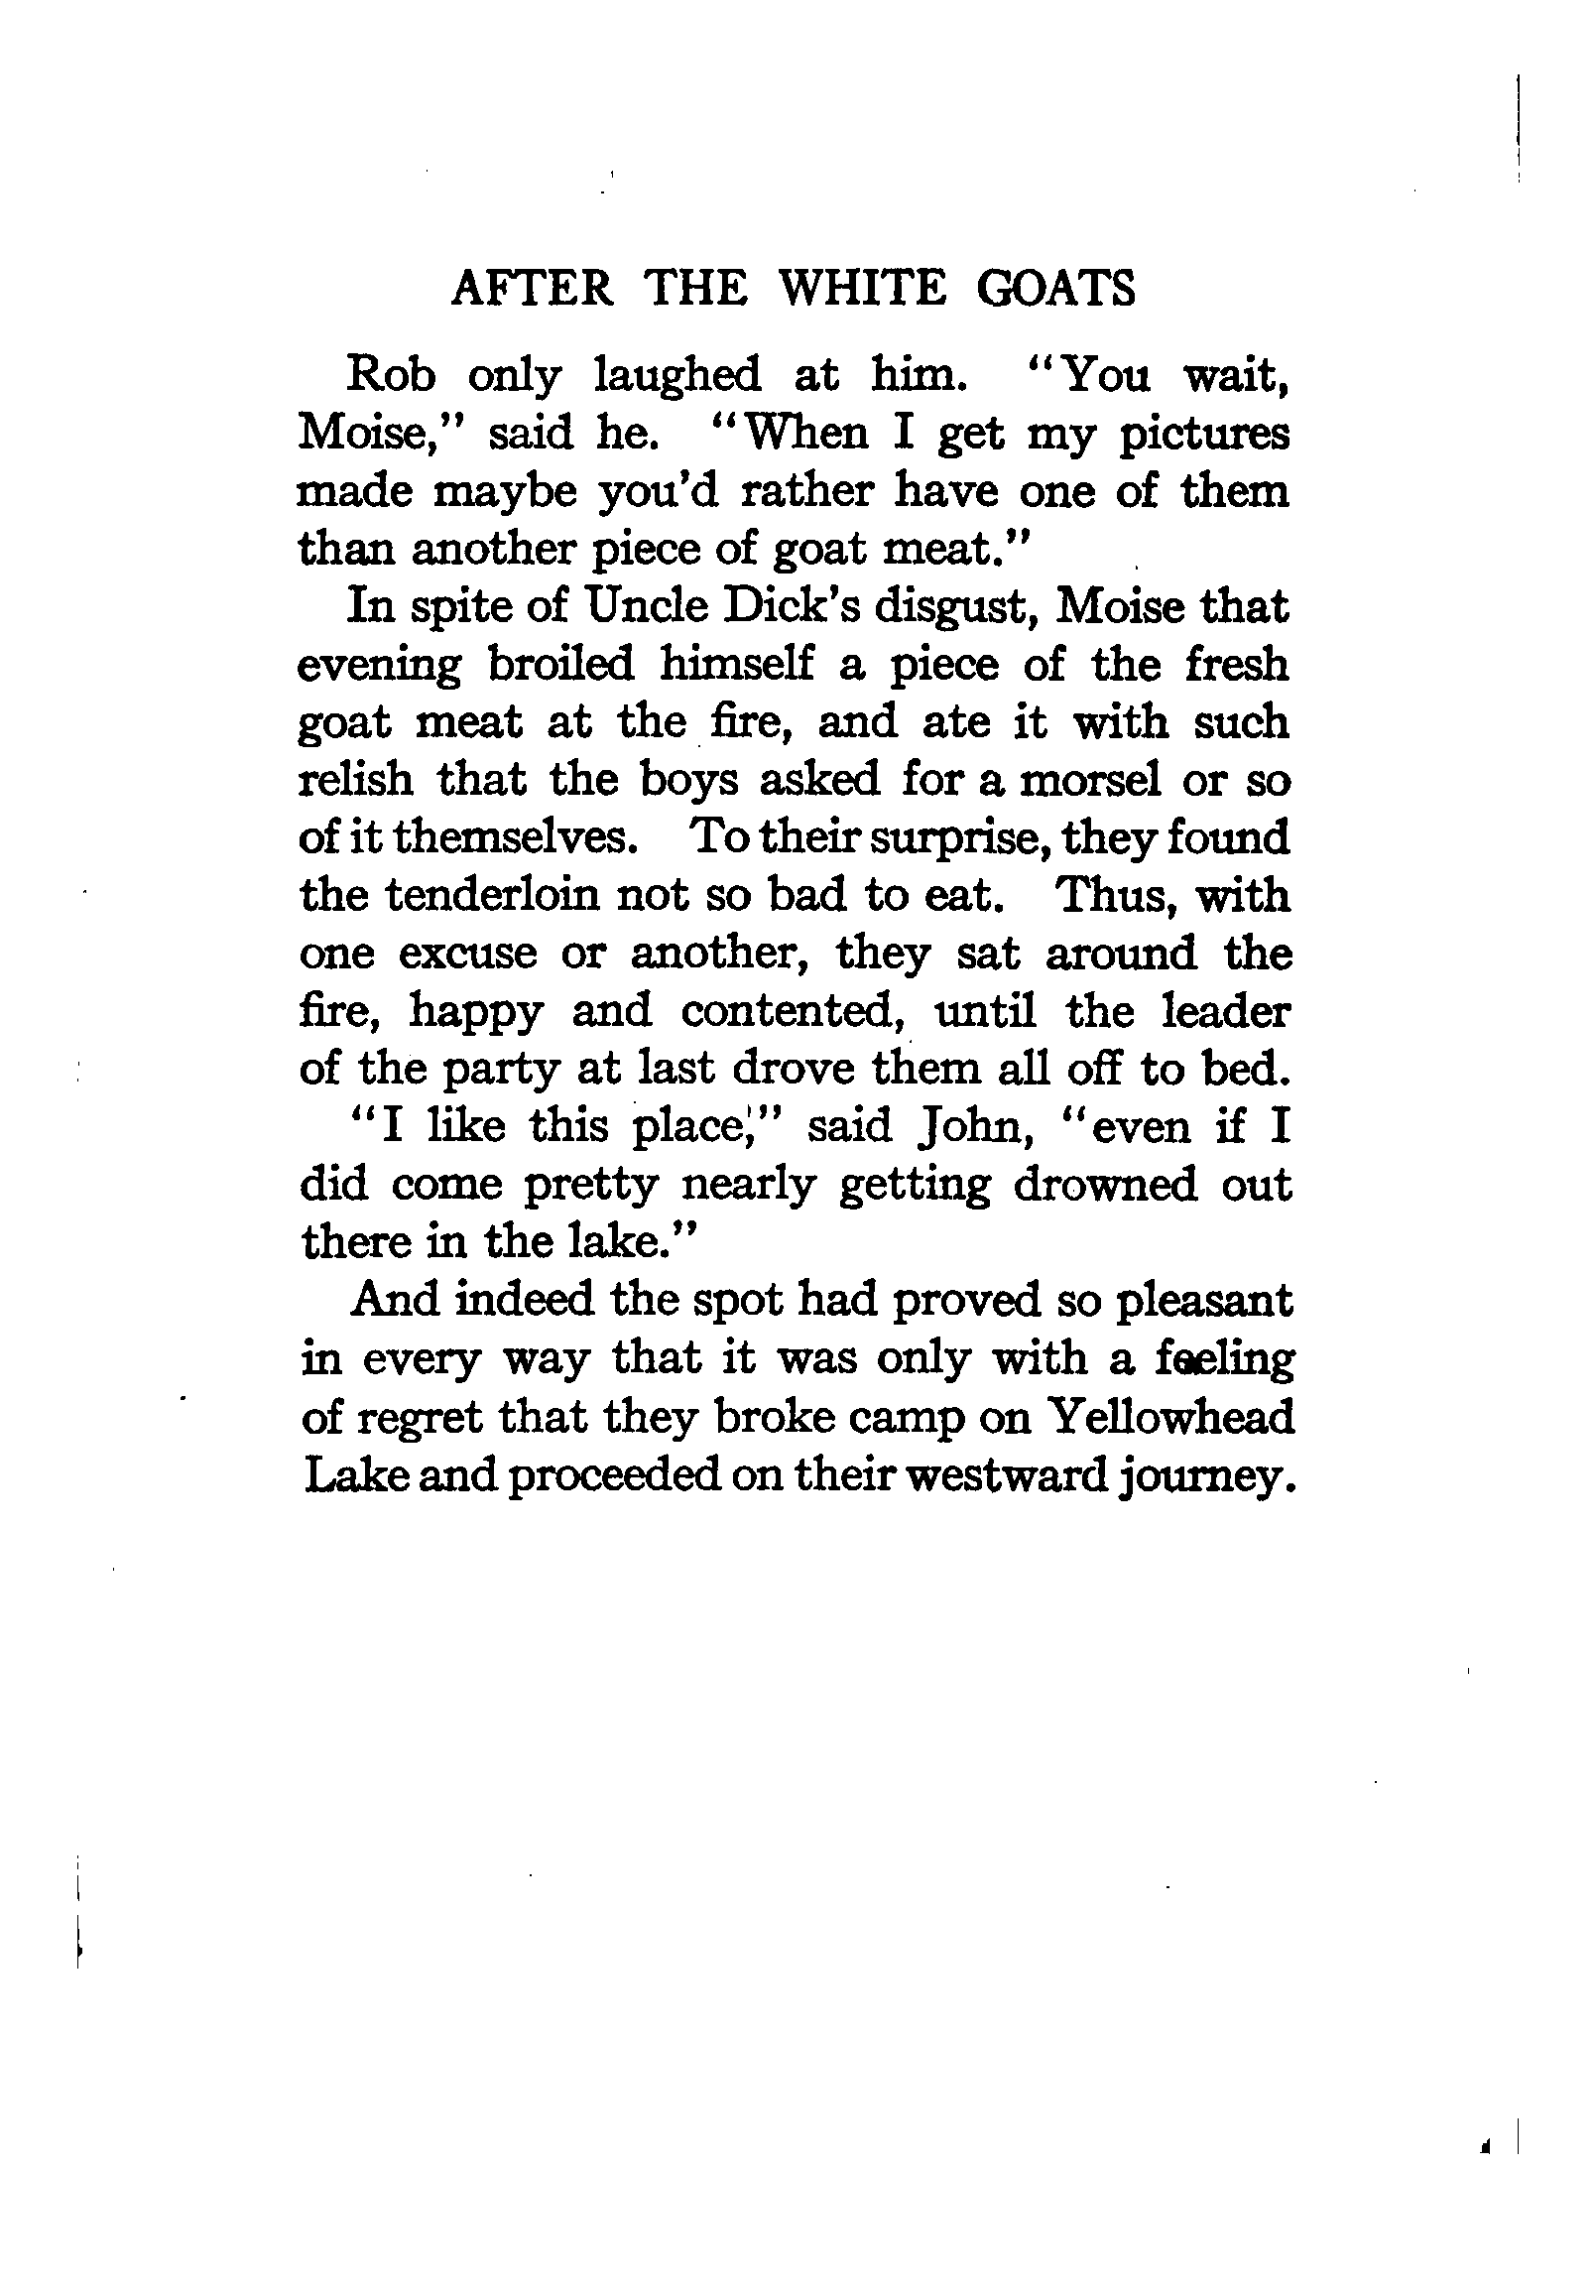 AFTER THE WHITE GOATS
Rob only laughed at him. "You wait,
Moise," said he. "When I get my pictures
made maybe you'd rather have one of them
than another piece of goat meat."
In spite of Uncle Dick's disgust, Moise that
evening broiled himself a piece of the fresh
goat meat at the fire, and ate it with such
relish that the boys asked for a morsel or so
of it themselves. To their surprise, they found
the tenderloin not so bad to eat. Thus, with
one excuse or another, they sat around the
fire, happy and contented, until the leader
of the party at last drove them all off to bed.
"I like this place," said John, "even if I
did come pretty nearly getting drowned out
there in the lake."
And indeed the spot had proved so pleasant
in every way that it was only with a feeling
of regret that they broke camp on Yellowhead
Lake and proceeded on their westward journey.